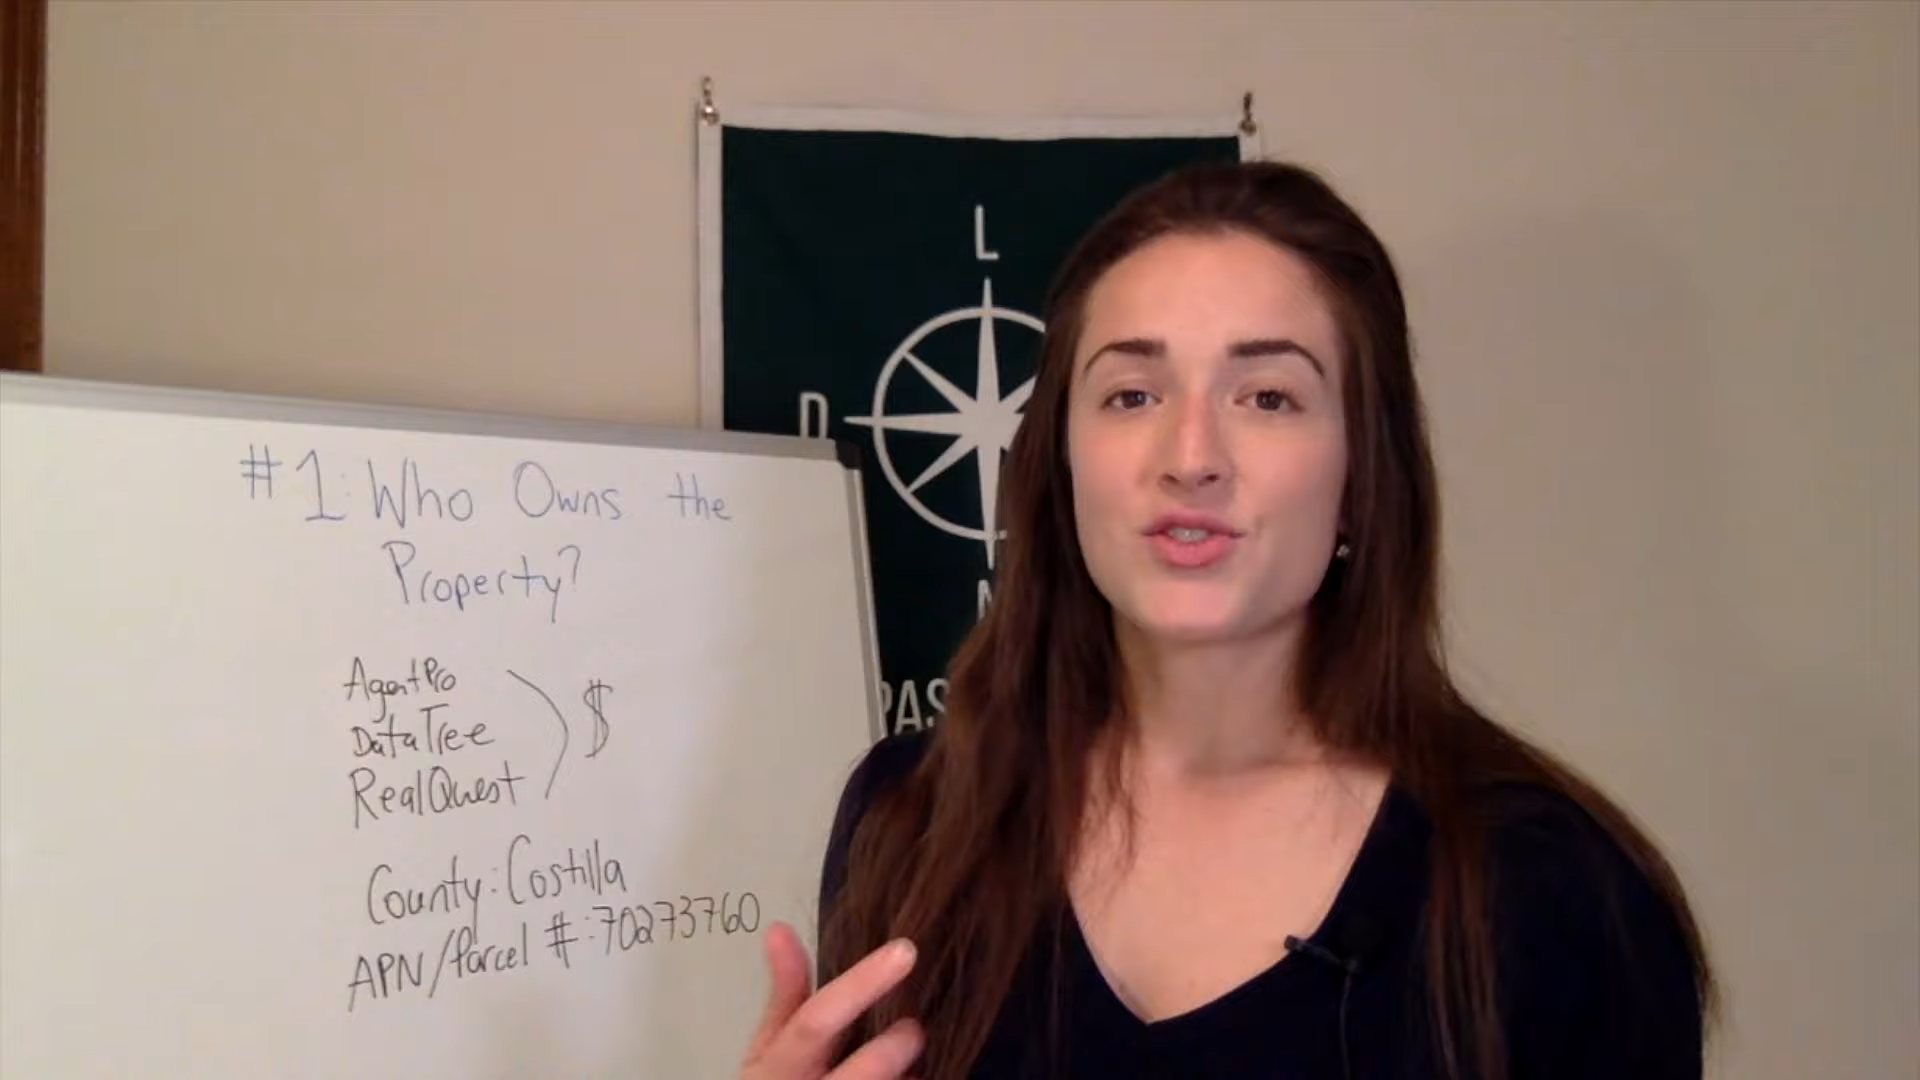 L
D
N
PAS
#1: Who Owns the
Property?
AgentPro
DataTree
RealQuest
$
County: Costilla
APN/Parcel #: 70273760